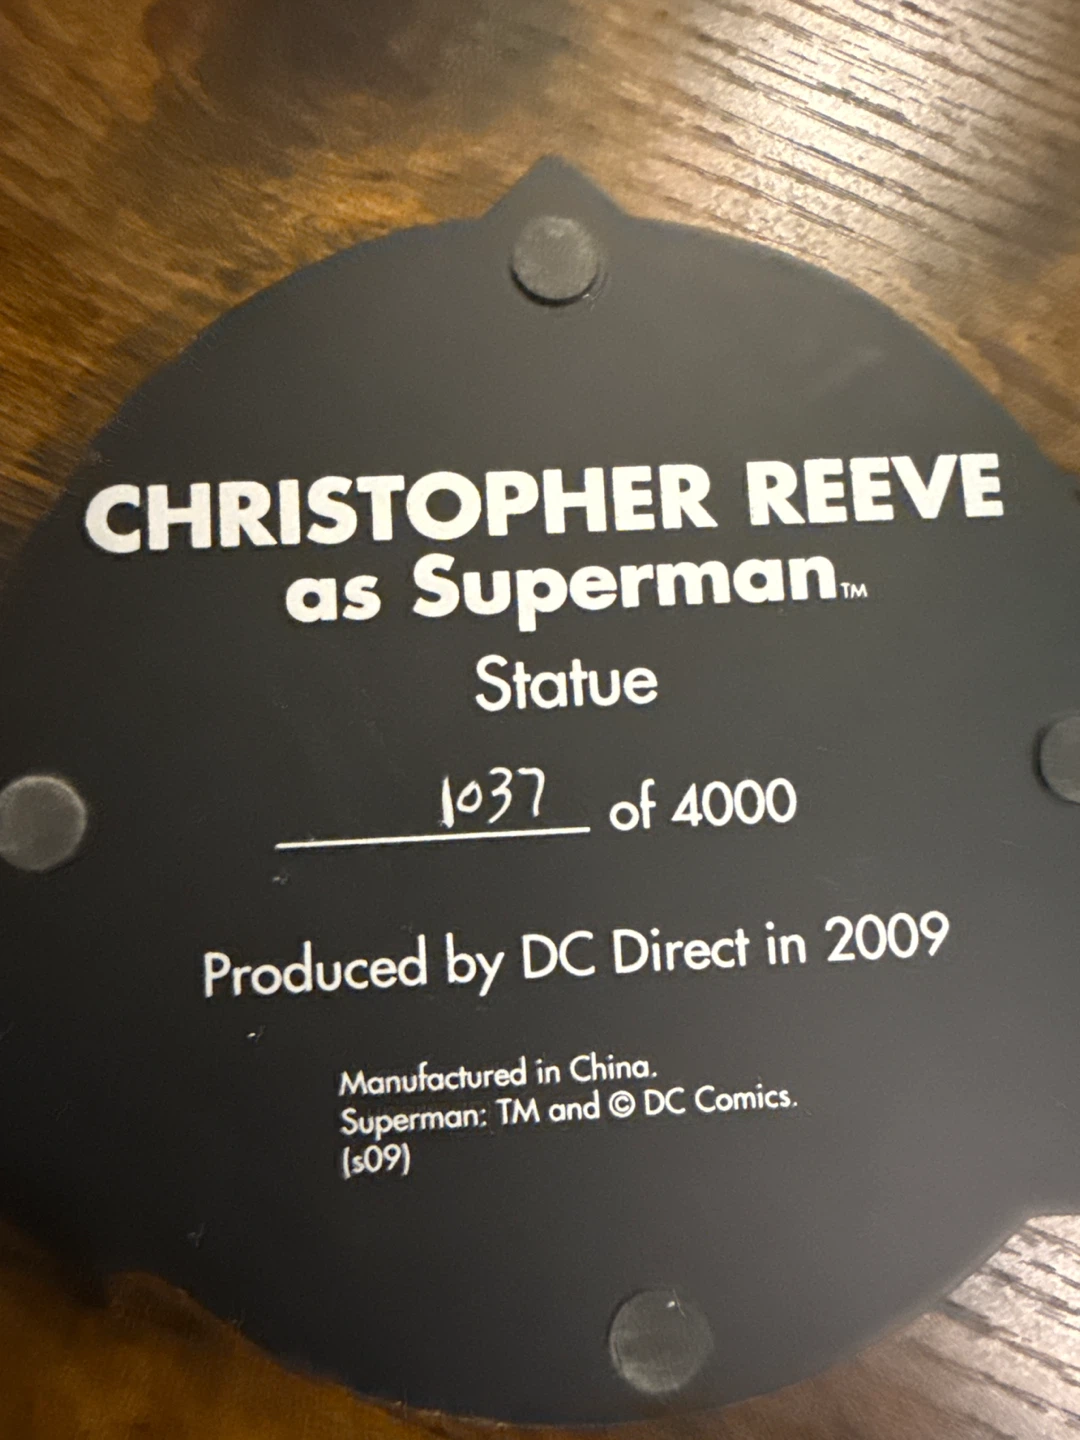 CHRISTOPHER REEVE
as Superman™
Statue
1037 of 4000
Produced by DC Direct in 2009
Manufactured in China.
Superman: TM and © DC Comics.
(s09)